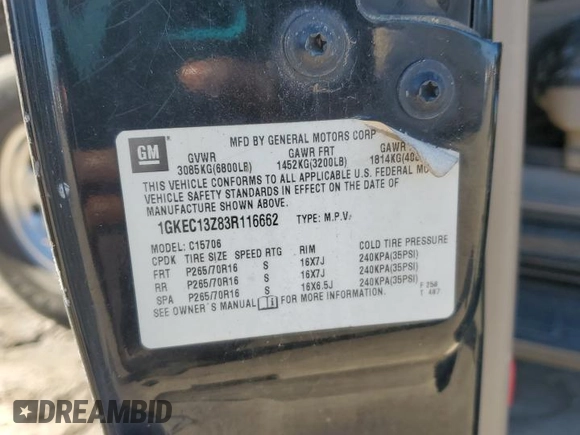 MFD BY GENERAL MOTORS CORP
GM
GVWR GAWR FRT GAWR
3085KG(6800LB) 1452KG(3200LB) 1814KG(
THIS VEHICLE CONFORMS TO ALL APPLICABLE U.S. FEDERAL
VEHICLE SAFETY STANDARDS IN EFFECT ON THE DATE OF
MANUFACTURE SHOWN ABOVE.
1GKEC13Z83R116662 TYPE: M.P.V.
MODEL: C15706
CPDK TIRE SIZE SPEED RTG RIM COLD TIRE PRESSURE
FRT P265/70R16 S 16X7J 240KPA(35PSI)
RR P265/70R16 S 16X7J 240KPA(35PSI)
SPA P265/70R16 S 16X6.5J 240KPA(35PSI)
SEE OWNER'S MANUAL FOR MORE INFORMATION.
DREAMBID